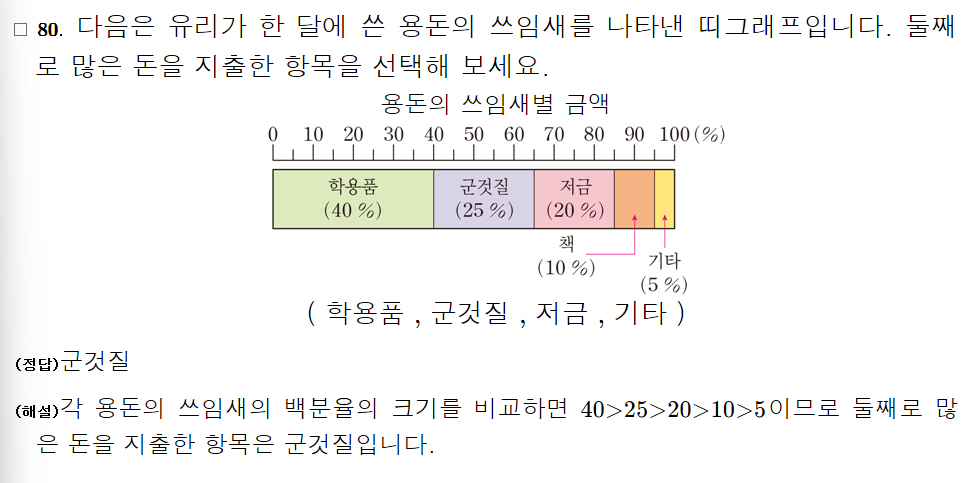 □ 80. 다음은 유리가 한 달에 쓴 용돈의 쓰임새를 나타낸 띠그래프입니다. 둘째
로 많은 돈을 지출한 항목을 선택해 보세요.
용돈의 쓰임새별 금액
0 10 20 30 40 50 60 70 80 90 100 (%)
학용품 군것질 저금
(40 %) (25 %) (20 %)
책 기타
(10 %) (5 %)
( 학용품 , 군것질 , 저금 , 기타 )
(정답)군것질
(해설)각 용돈의 쓰임새의 백분율의 크기를 비교하면 40>25>20>10>5이므로 둘째로 많
은 돈을 지출한 항목은 군것질입니다.